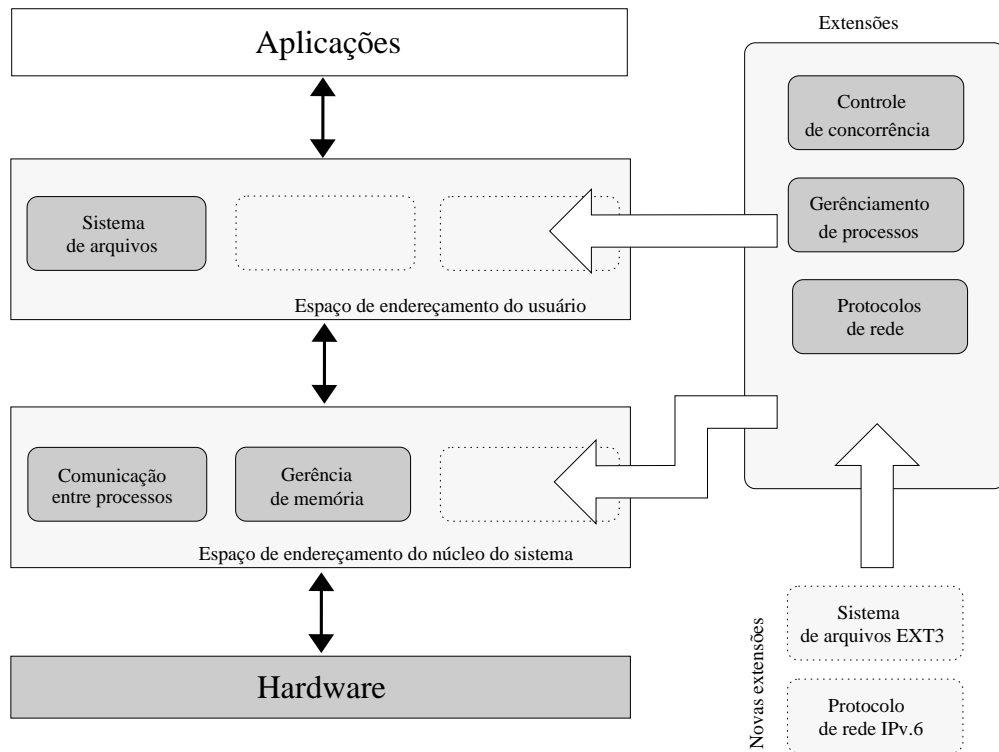 Aplicações
Extensões
Controle
de concorrência
Gerênciamento
de processos
Protocolos
de rede
Sistema
de arquivos
Espaço de endereçamento do usuário
Comunicação
entre processos
Gerência
de memória
Espaço de endereçamento do núcleo do sistema
Hardware
Novas extensões
Sistema
de arquivos EXT3
Protocolo
de rede IPv.6